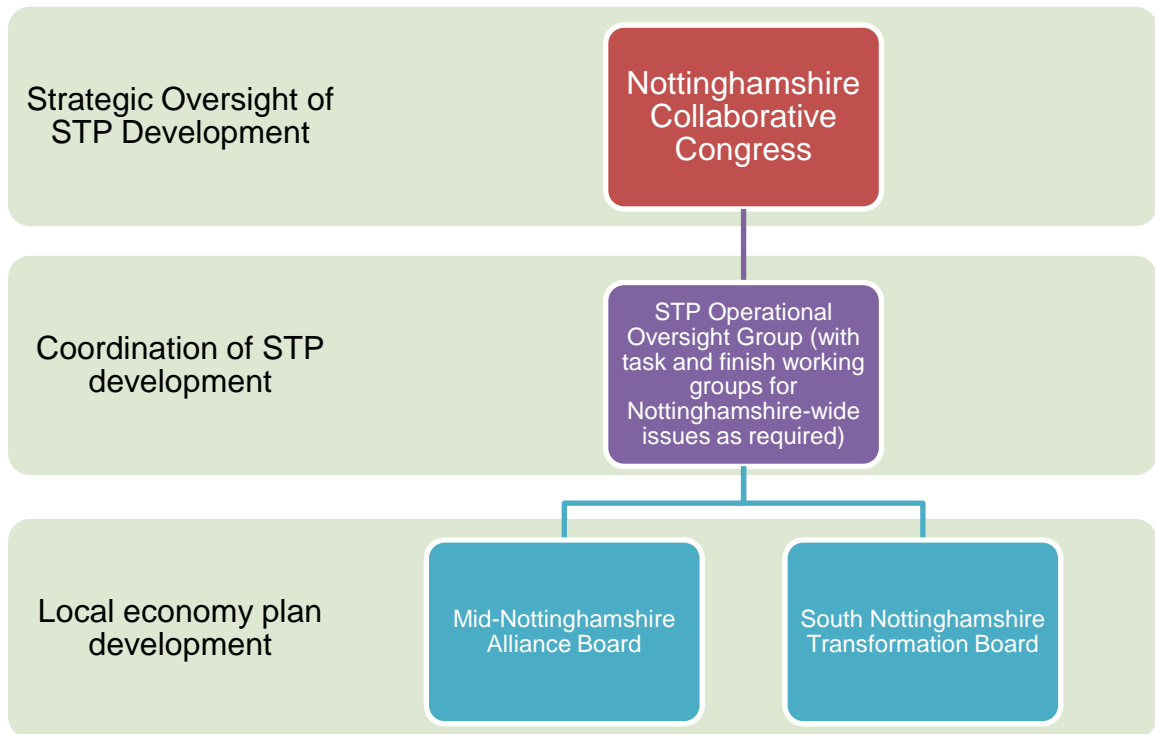 Strategic Oversight of
STP Development
Nottinghamshire
Collaborative
Congress
Coordination of STP
development
STP Operational
Oversight Group (with
task and finish working
groups for
Nottinghamshire-wide
issues as required)
Local economy plan
development
Mid-Nottinghamshire
Alliance Board
South Nottinghamshire
Transformation Board